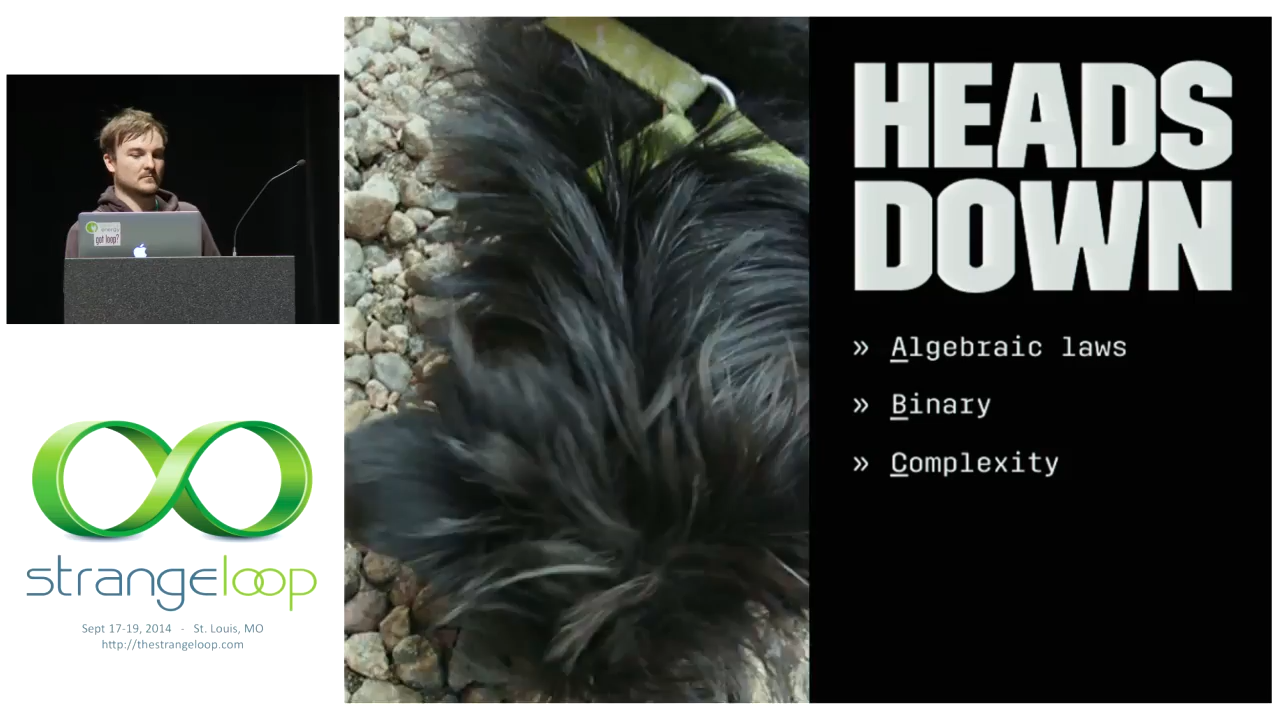 got loop?
strangeloop
Sept 17-19, 2014 - St. Louis, MO
http://thestrangeloop.com
HEADS
DOWN
» Algebraic laws
» Binary
» Complexity